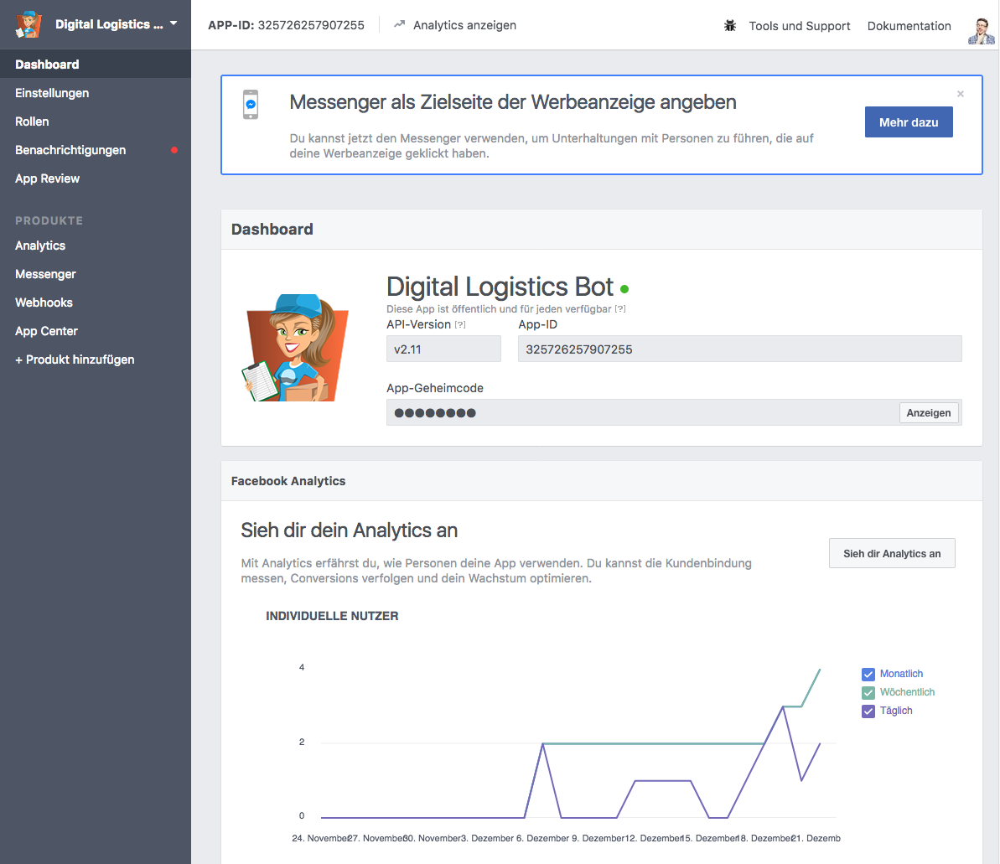 Digital Logistics ...
APP-ID: 325726257907255
Analytics anzeigen
Tools und Support
Dokumentation
Dashboard
Einstellungen
Rollen
Benachrichtigungen
App Review
PRODUKTE
Analytics
Messenger
Webhooks
App Center
+ Produkt hinzufügen
Messenger als Zielseite der Werbeanzeige angeben
Du kannst jetzt den Messenger verwenden, um Unterhaltungen mit Personen zu führen, die auf
deine Werbeanzeige geklickt haben.
Mehr dazu
×
Dashboard
Digital Logistics Bot
Diese App ist öffentlich und für jeden verfügbar [?]
API-Version [?]
App-ID
v2.11
325726257907255
App-Geheimcode
●●●●●●●●
Anzeigen
Facebook Analytics
Sieh dir dein Analytics an
Mit Analytics erfährst du, wie Personen deine App verwenden. Du kannst die Kundenbindung
messen, Conversions verfolgen und dein Wachstum optimieren.
Sieh dir Analytics an
INDIVIDUELLE NUTZER
4
2
0
Monatlich
Wöchentlich
Täglich
24. November 27. November 30. November 3. Dezember 6. Dezember 9. Dezember 12. Dezember 15. Dezember 18. Dezember 21. Dezemb